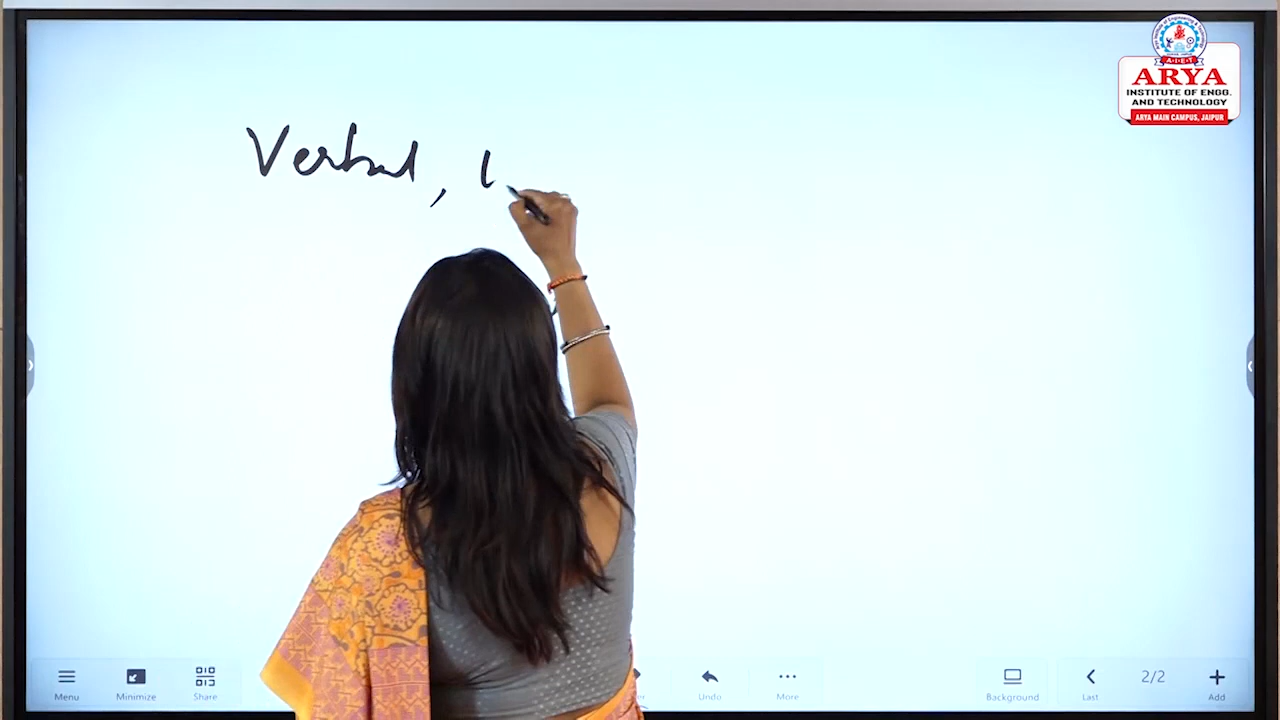 Verbal,
ARYA
INSTITUTE OF ENGG.
AND TECHNOLOGY
ARYA MAIN CAMPUS, JAIPUR
A.I.E.T.
Menu
Minimize
Share
Undo
More
Background
Last
2/2
Add